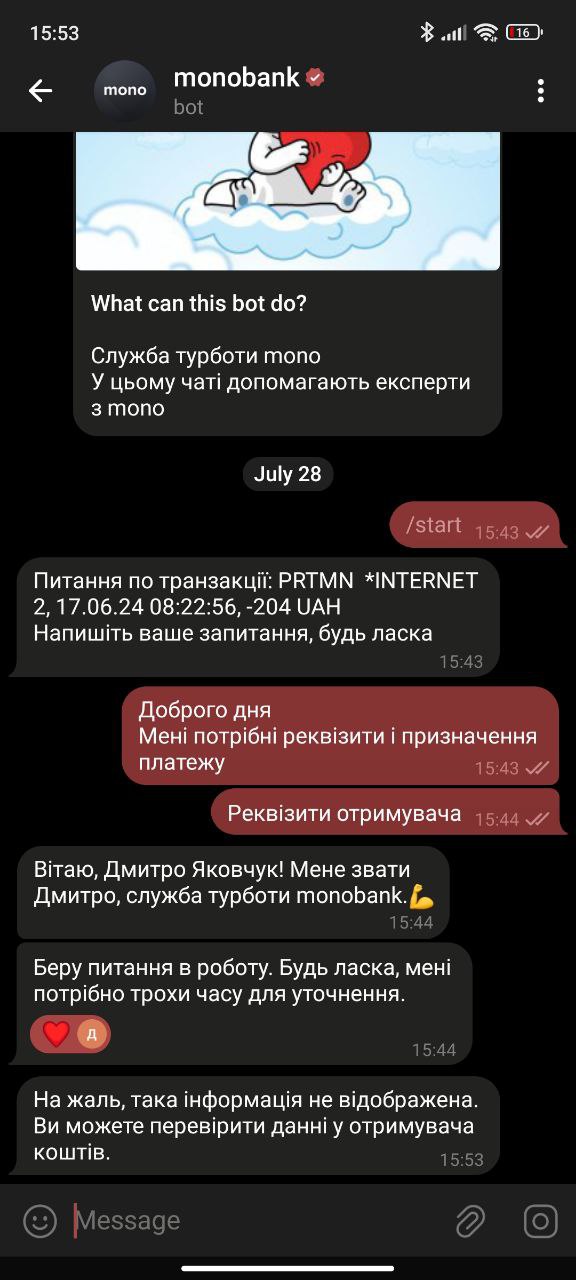 15:53
16
mono
monobank
bot
What can this bot do?
Служба турботи mono
У цьому чаті допомагають експерти
з mono
July 28
/start 15:43
Питання по транзакції: PRTMN *INTERNET
2, 17.06.24 08:22:56, -204 UAH
Напишіть ваше запитання, будь ласка
15:43
Доброго дня
Мені потрібні реквізити і призначення
платежу 15:43
Реквізити отримувача 15:44
Вітаю, Дмитро Яковчук! Мене звати
Дмитро, служба турботи monobank.💪
15:44
Беру питання в роботу. Будь ласка, мені
потрібно трохи часу для уточнення.
❤️ Д
15:44
На жаль, така інформація не відображена.
Ви можете перевірити данні у отримувача
коштів. 15:53
Message